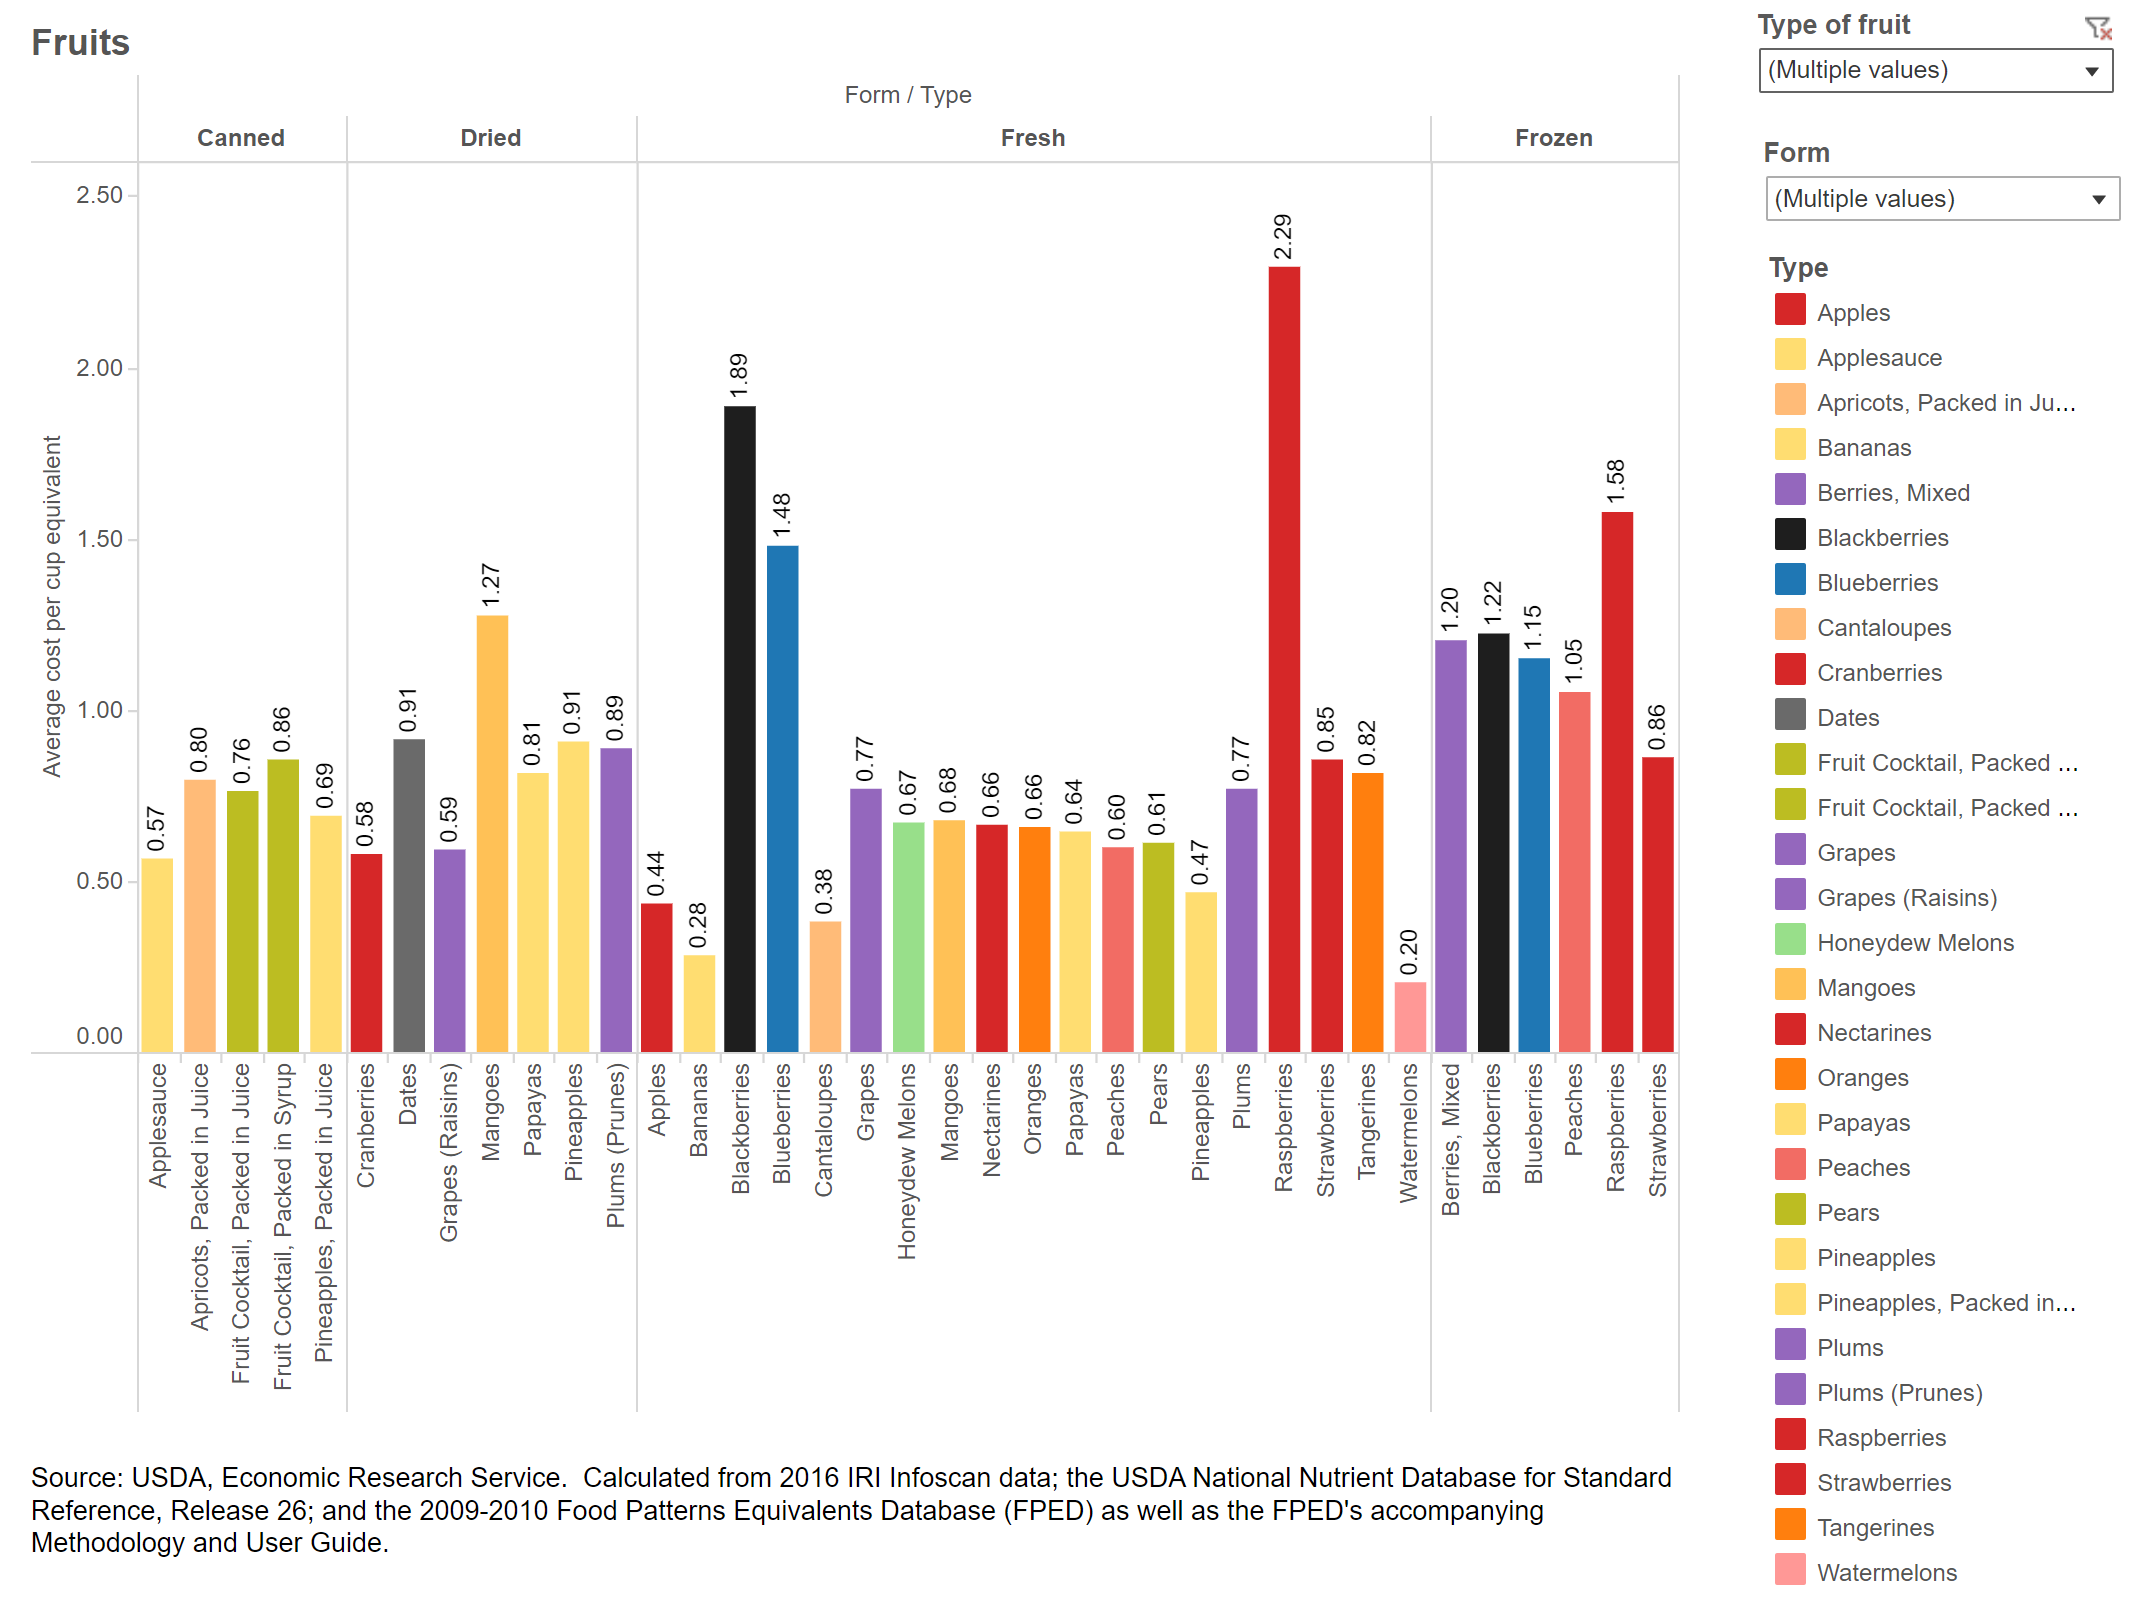 Fruits
Form / Type
Canned
Dried
Fresh
Frozen
Average cost per cup equivalent
2.50
2.00
1.50
1.00
0.50
0.00
0.57
0.80
0.76
0.86
0.69
0.58
0.91
0.59
1.27
0.81
0.91
0.89
0.44
0.28
1.89
1.48
0.38
0.77
0.67
0.68
0.66
0.66
0.64
0.60
0.61
0.47
0.77
2.29
0.85
0.82
0.20
1.20
1.22
1.15
1.05
1.58
0.86
Applesauce
Apricots, Packed in Juice
Fruit Cocktail, Packed in Juice
Fruit Cocktail, Packed in Syrup
Pineapples, Packed in Juice
Cranberries
Dates
Grapes (Raisins)
Mangoes
Papayas
Pineapples
Plums (Prunes)
Apples
Bananas
Blackberries
Blueberries
Cantaloupes
Grapes
Honeydew Melons
Mangoes
Nectarines
Oranges
Papayas
Peaches
Pears
Pineapples
Plums
Raspberries
Strawberries
Tangerines
Watermelons
Berries, Mixed
Blackberries
Blueberries
Peaches
Raspberries
Strawberries
Source: USDA, Economic Research Service.  Calculated from 2016 IRI Infoscan data; the USDA National Nutrient Database for Standard
Reference, Release 26; and the 2009-2010 Food Patterns Equivalents Database (FPED) as well as the FPED's accompanying
Methodology and User Guide.
Type of fruit
(Multiple values)
Form
(Multiple values)
Type
Apples
Applesauce
Apricots, Packed in Ju...
Bananas
Berries, Mixed
Blackberries
Blueberries
Cantaloupes
Cranberries
Dates
Fruit Cocktail, Packed ...
Fruit Cocktail, Packed ...
Grapes
Grapes (Raisins)
Honeydew Melons
Mangoes
Nectarines
Oranges
Papayas
Peaches
Pears
Pineapples
Pineapples, Packed in...
Plums
Plums (Prunes)
Raspberries
Strawberries
Tangerines
Watermelons